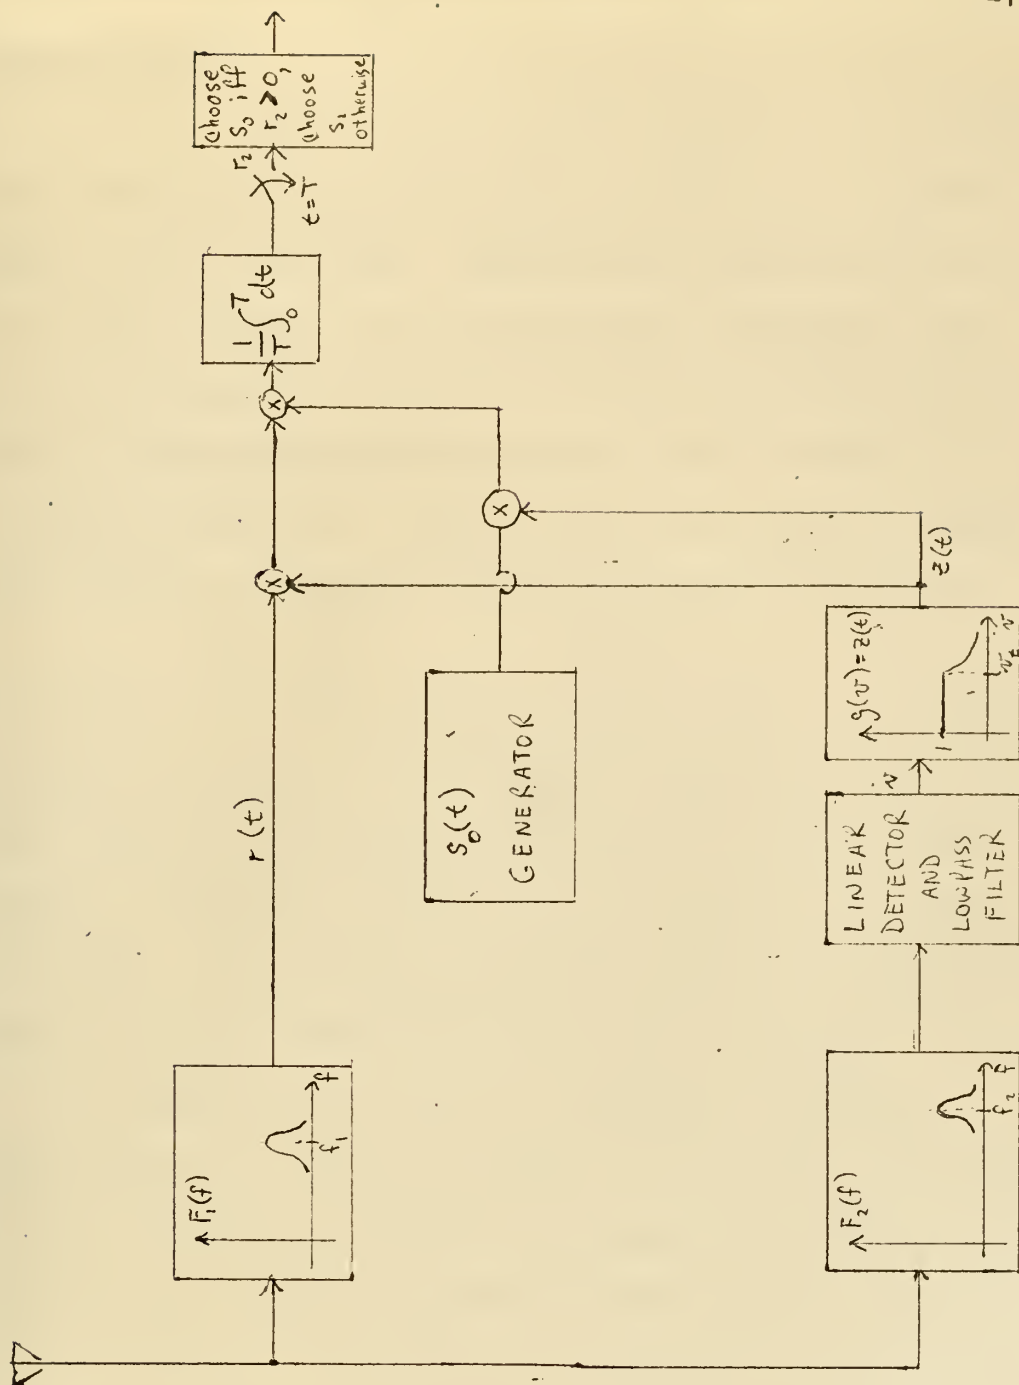 F₁(f)
f₁
f
r(t)
S₀(t)
GENERATOR
1/T ∫₀ᵀ dt
t=T
r₂
Choose
S₀ iff
r₂ > 0,
choose
S₁
otherwise
F₂(f)
f₂
f
LINEAR
DETECTOR
AND
LOWPASS
FILTER
v
g(v)=z(t)
1
v_t
v
z(t)
X
X
X